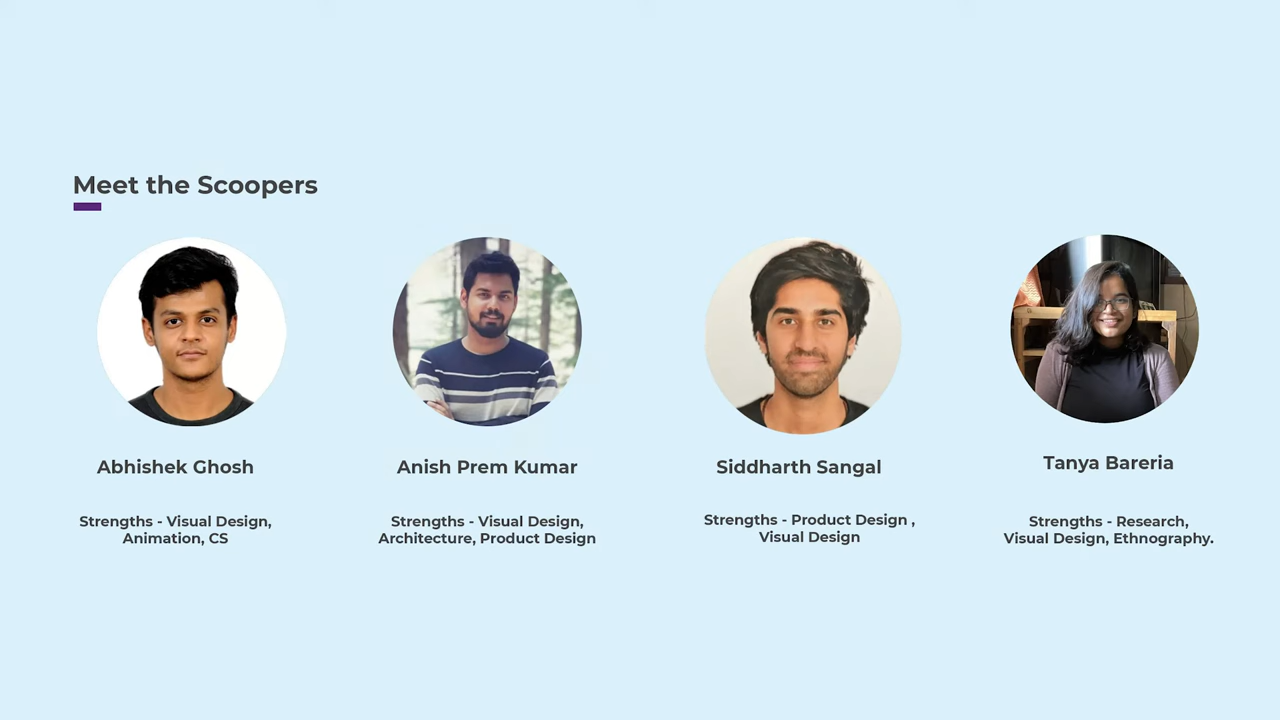 Meet the Scoopers
Abhishek Ghosh
Anish Prem Kumar
Siddharth Sangal
Tanya Bareria
Strengths - Visual Design,
Animation, CS
Strengths - Visual Design,
Architecture, Product Design
Strengths - Product Design ,
Visual Design
Strengths - Research,
Visual Design, Ethnography.